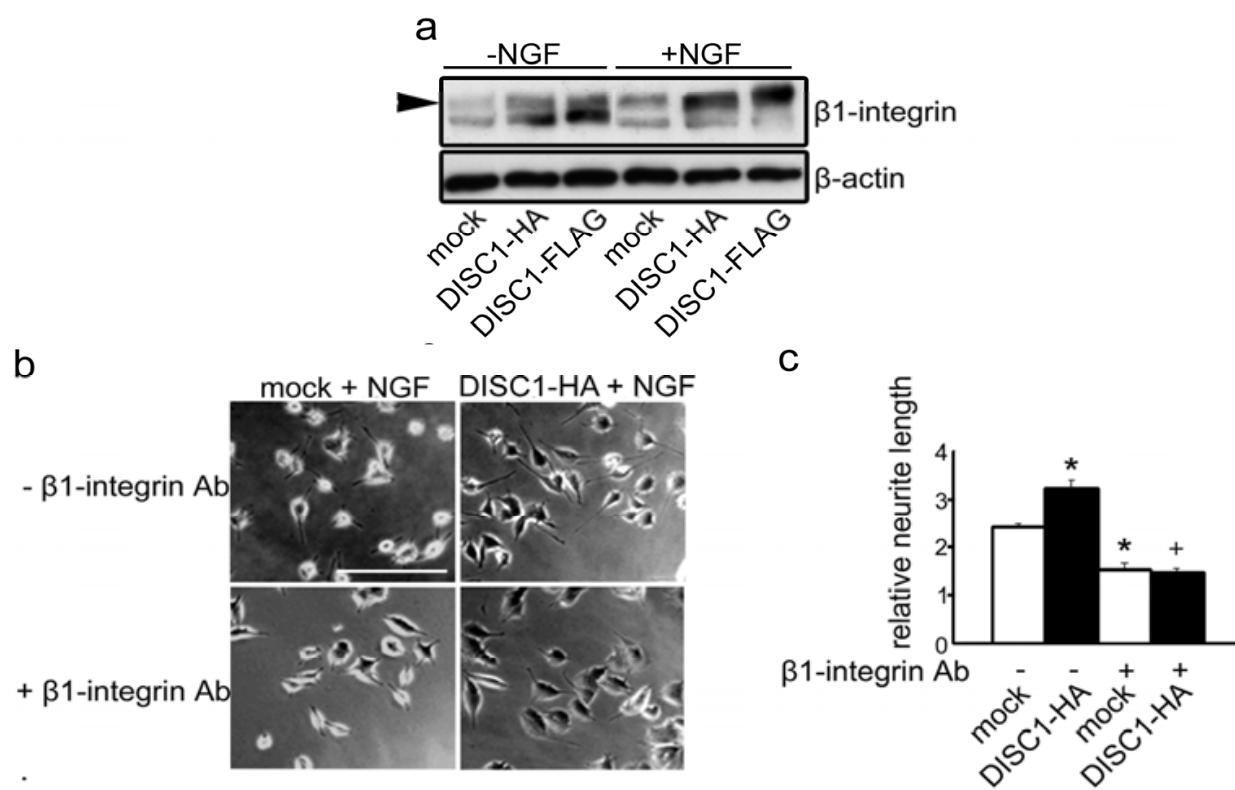 a
-NGF +NGF
β1-integrin
β-actin
mock DISC1-HA DISC1-FLAG mock DISC1-HA DISC1-FLAG
b
mock + NGF DISC1-HA + NGF
- β1-integrin Ab
+ β1-integrin Ab
c
relative neurite length
4
3
2
1
0
* * +
β1-integrin Ab - - + +
mock DISC1-HA mock DISC1-HA